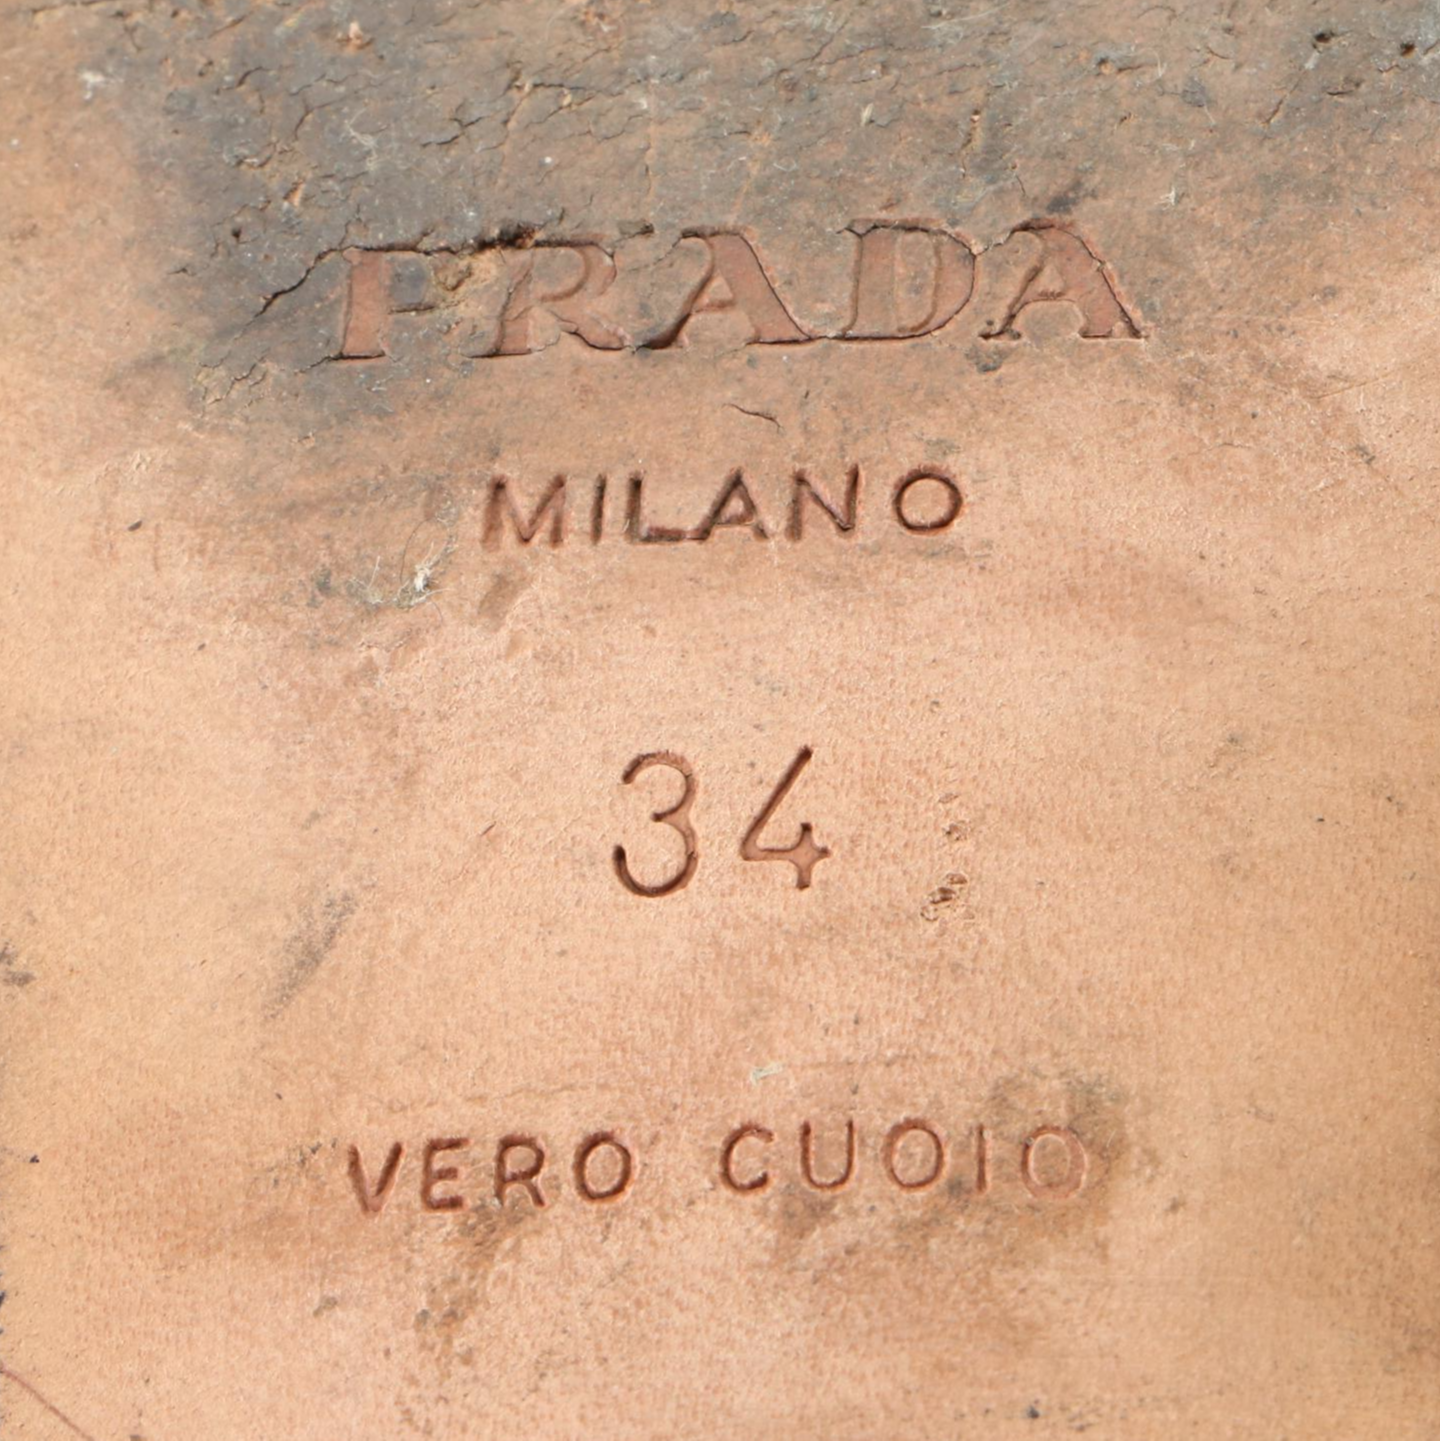 PRADA
MILANO
34
VERO CUOIO